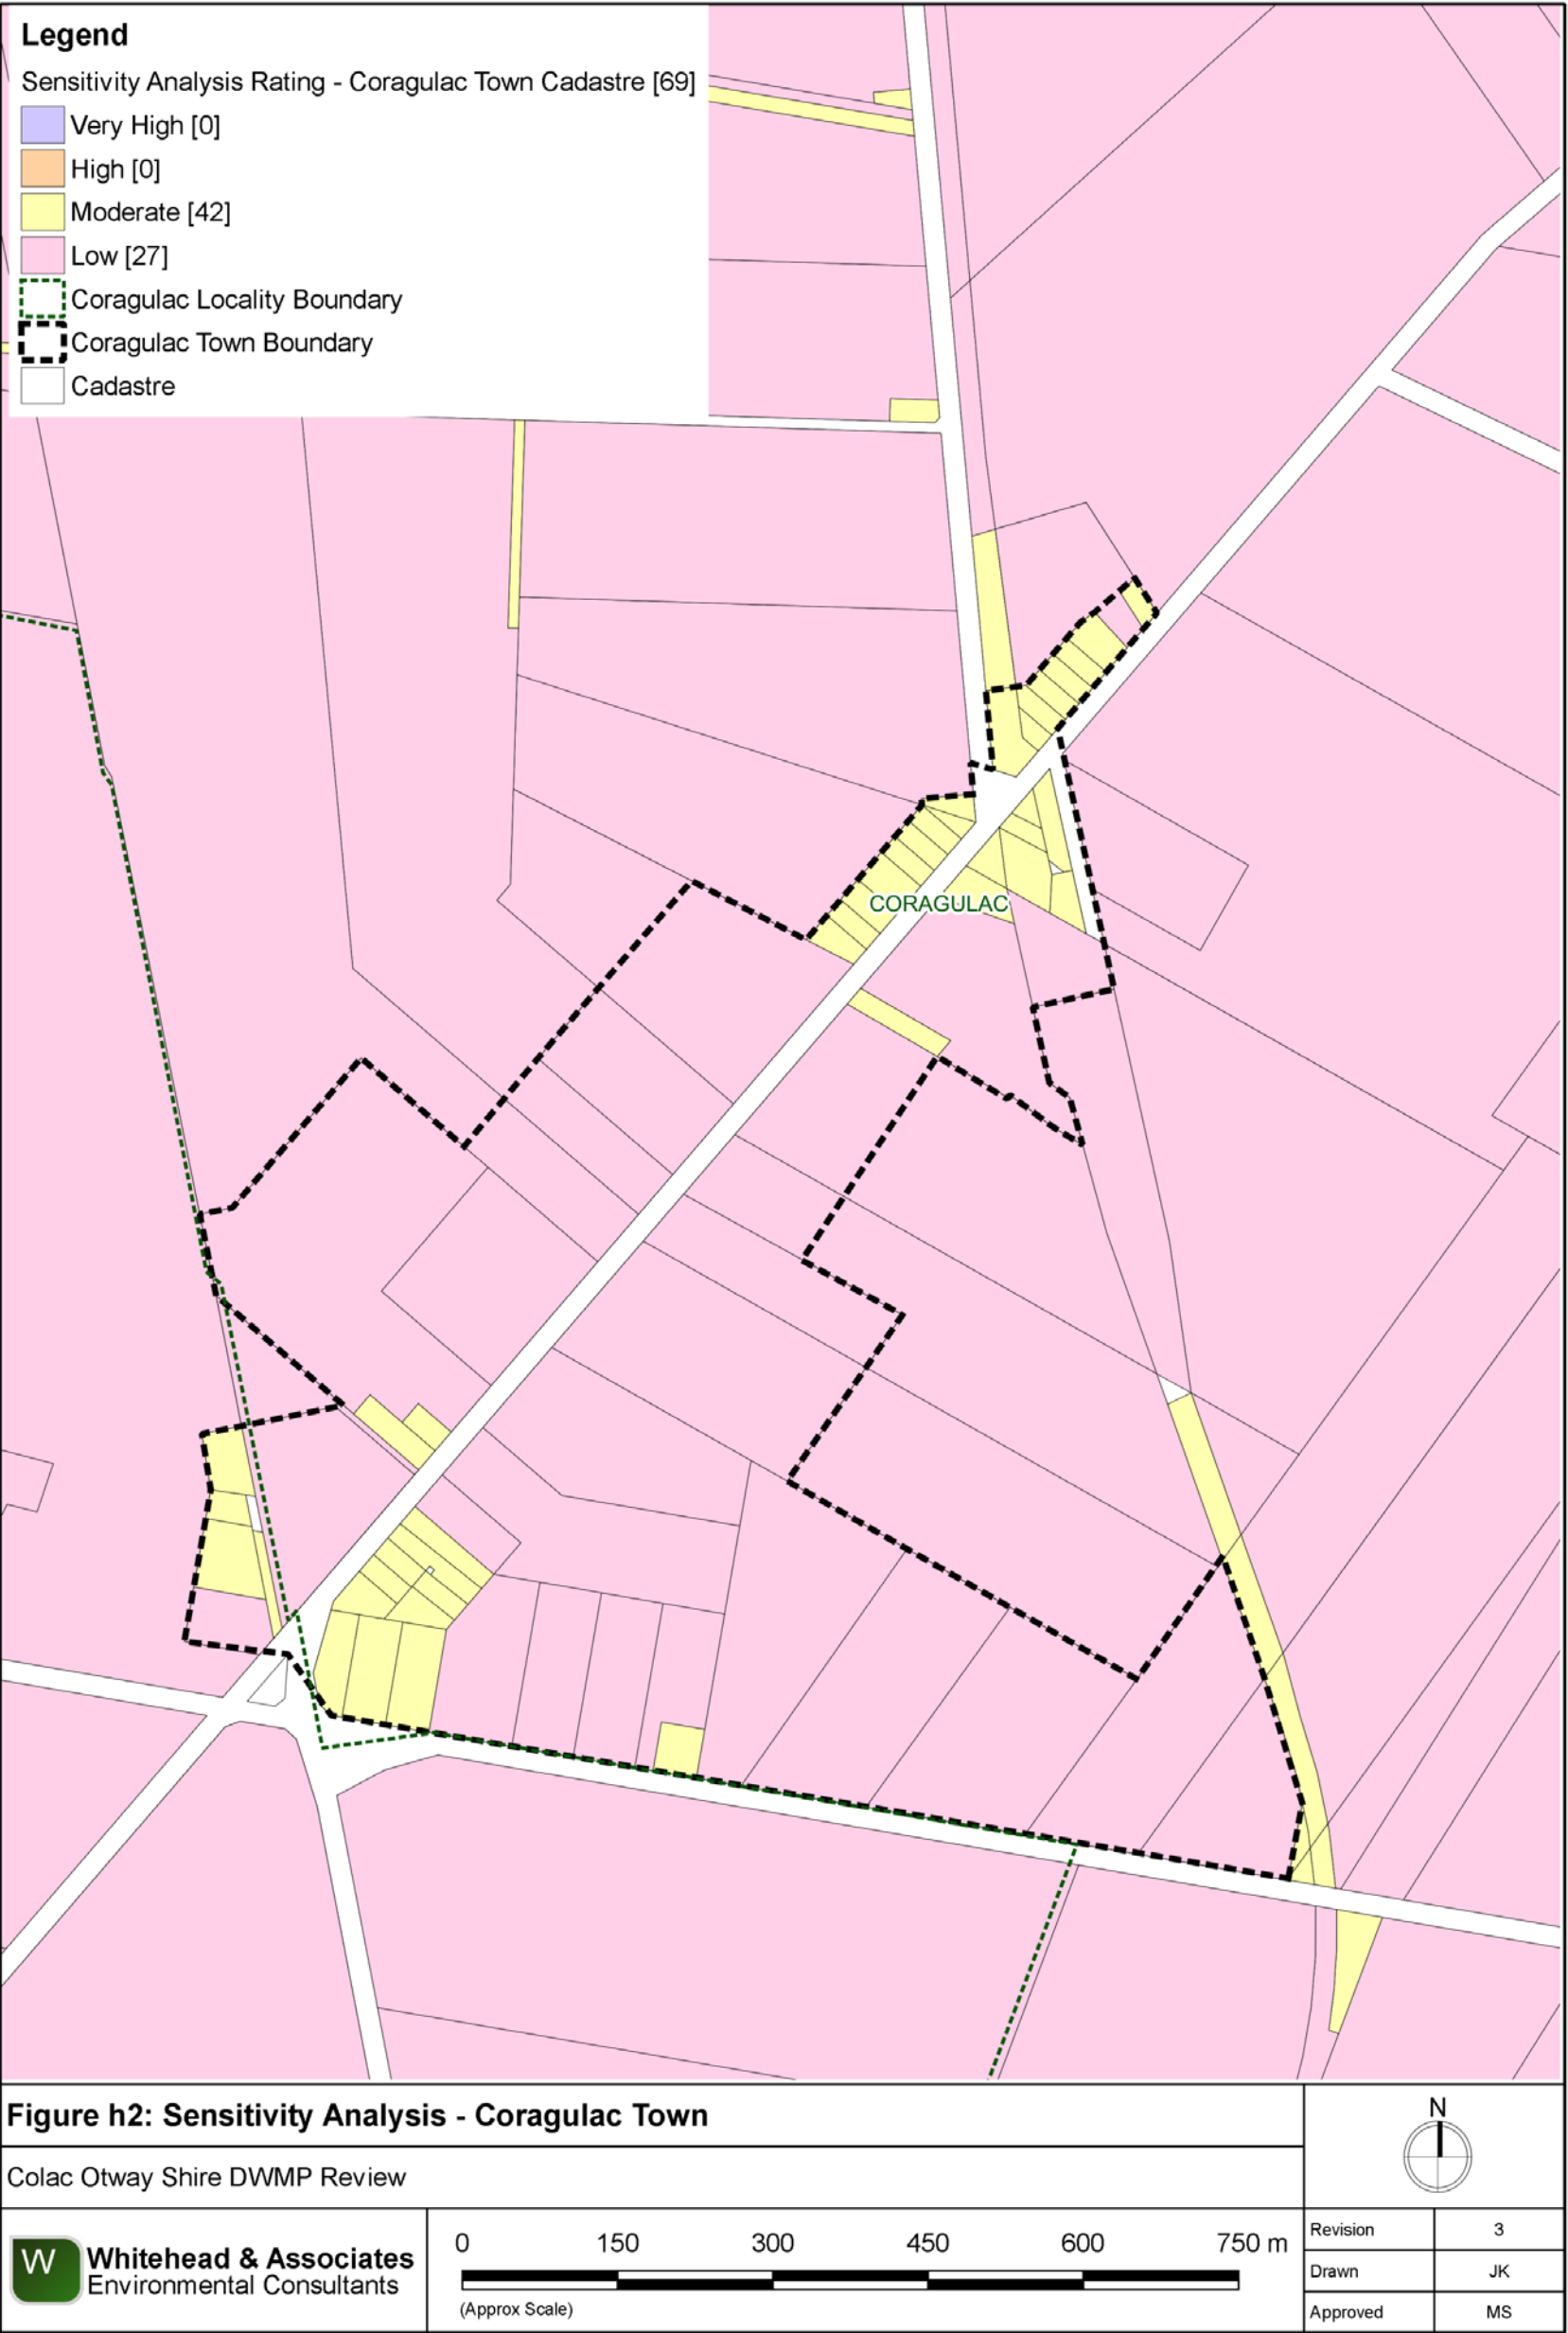 Legend
Sensitivity Analysis Rating - Coragulac Town Cadastre [69]
Very High [0]
High [0]
Moderate [42]
Low [27]
Coragulac Locality Boundary
Coragulac Town Boundary
Cadastre
CORAGULAC
Figure h2: Sensitivity Analysis - Coragulac Town
Colac Otway Shire DWMP Review
N
W
Whitehead & Associates
Environmental Consultants
0 150 300 450 600 750 m
(Approx Scale)
Revision 3
Drawn JK
Approved MS